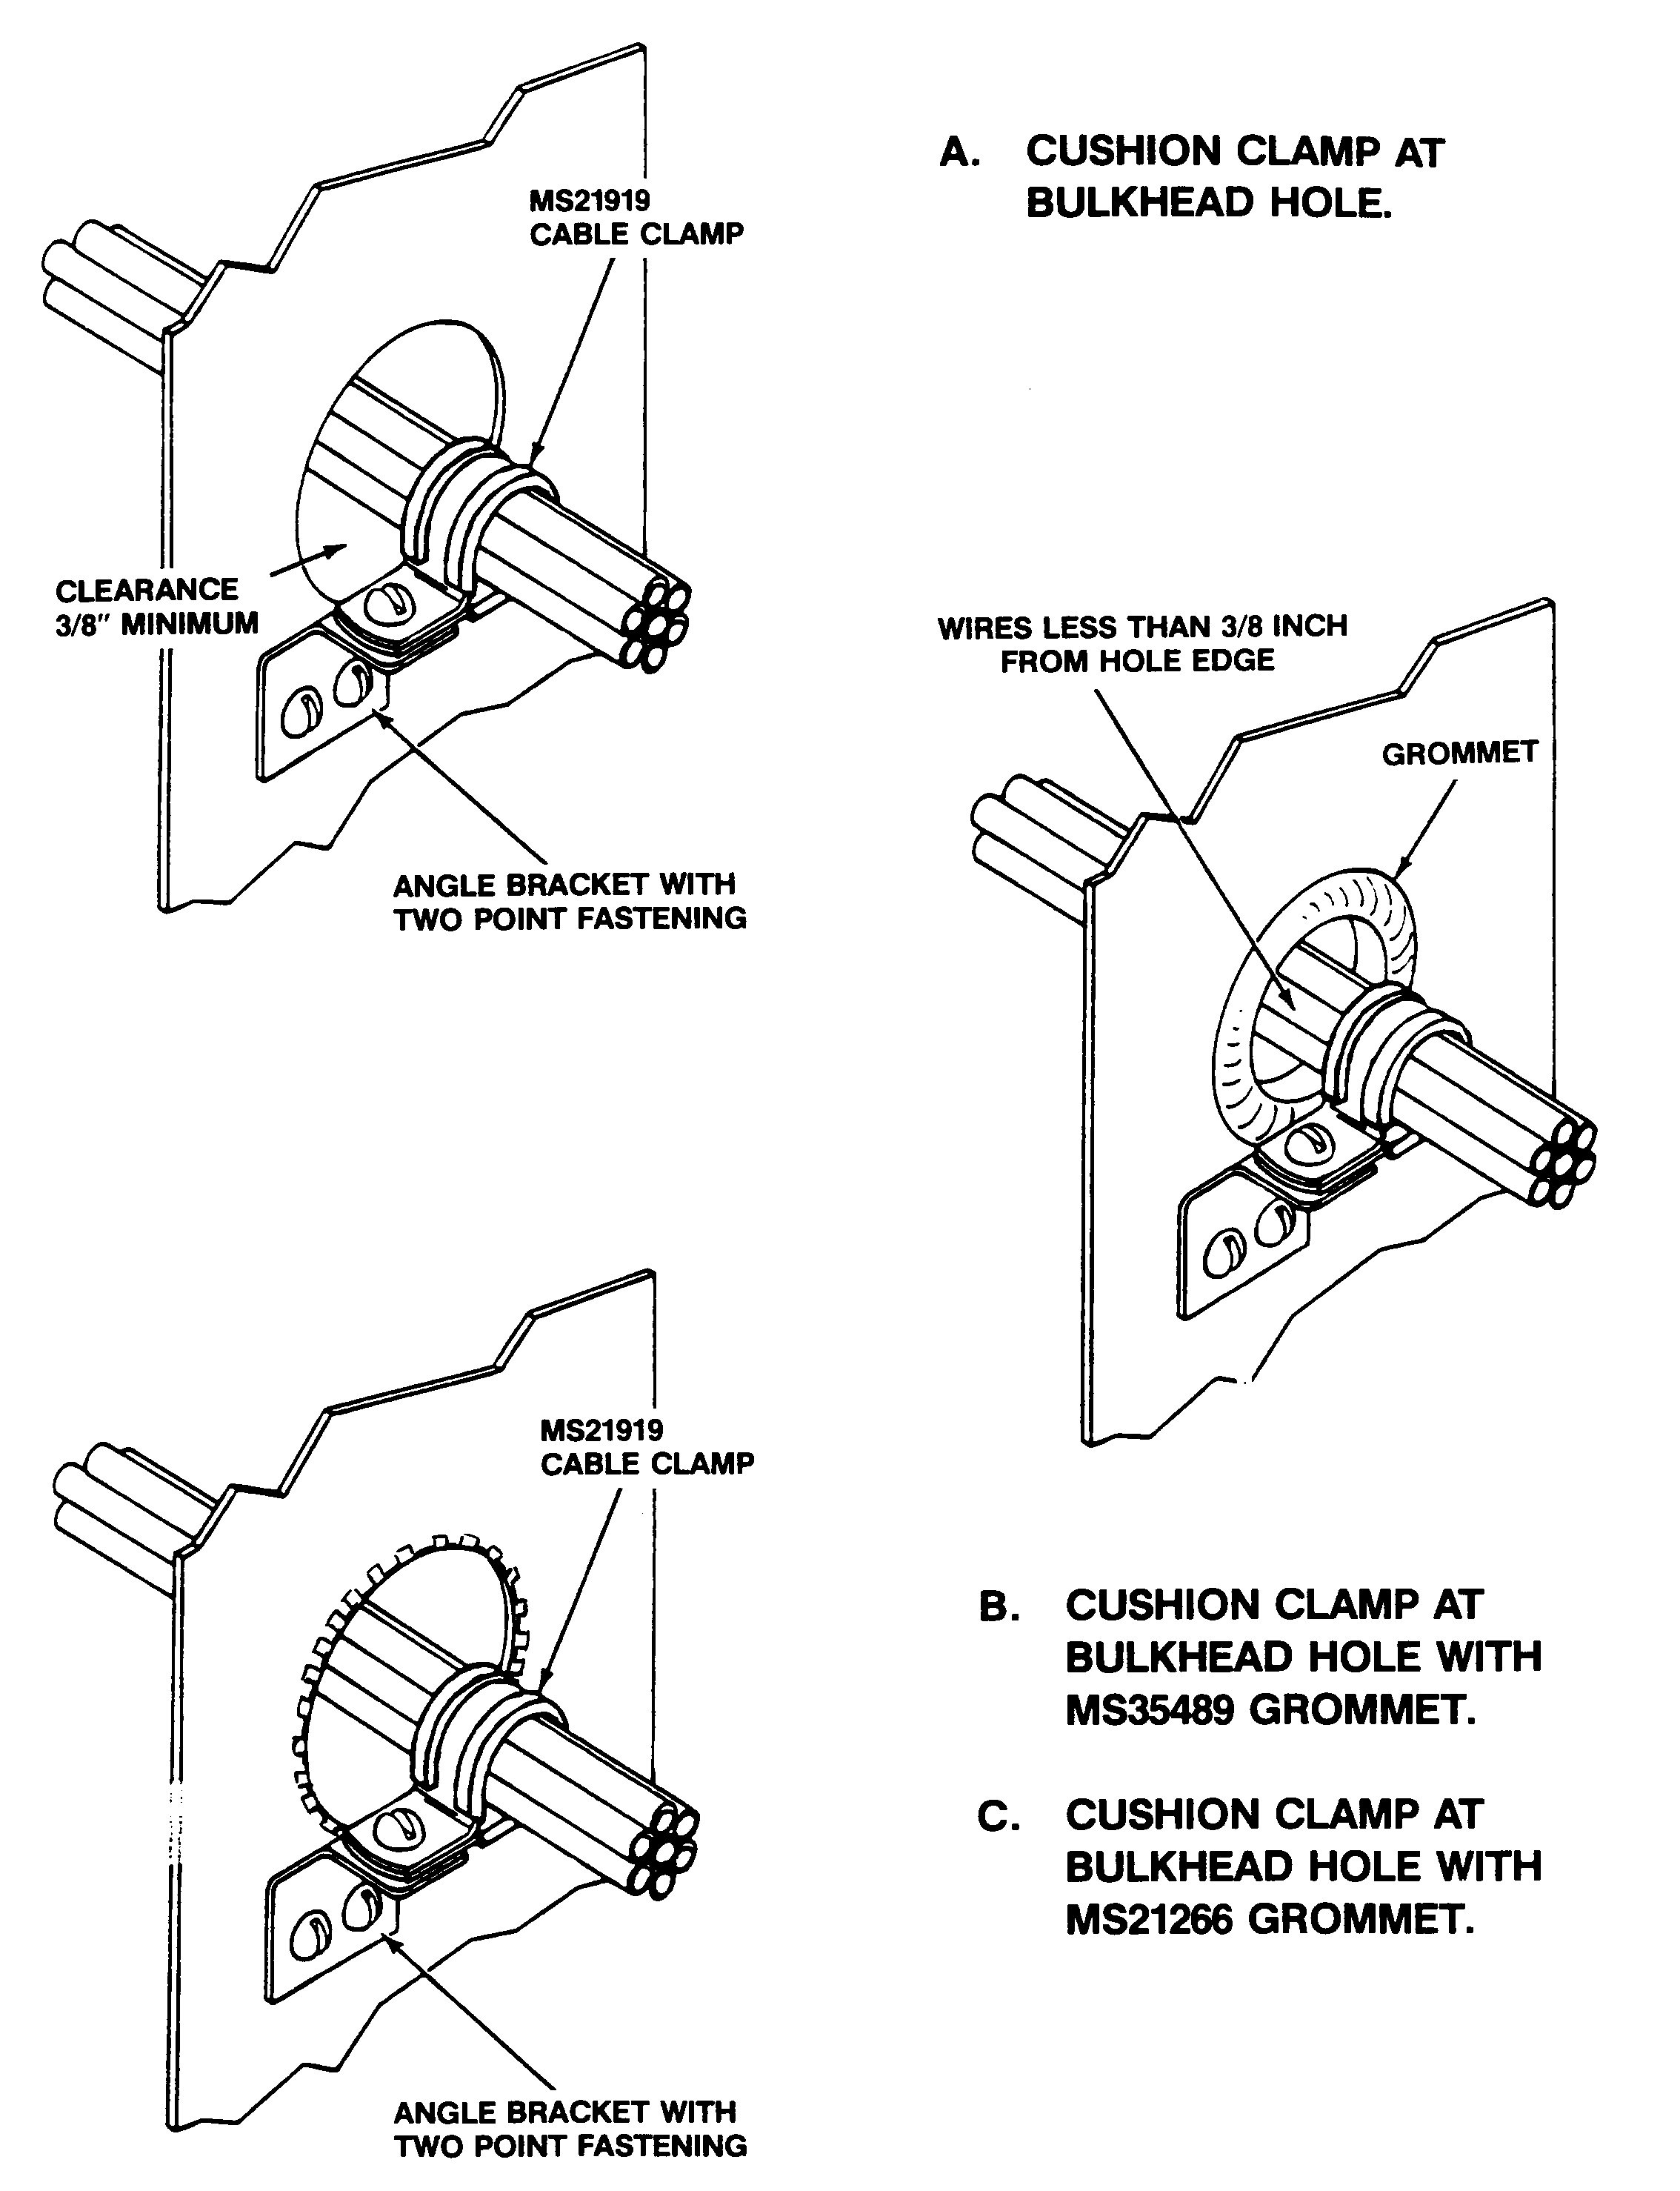 A. CUSHION CLAMP AT
BULKHEAD HOLE.
MS21919
CABLE CLAMP
CLEARANCE
3/8" MINIMUM
ANGLE BRACKET WITH
TWO POINT FASTENING
WIRES LESS THAN 3/8 INCH
FROM HOLE EDGE
GROMMET
MS21919
CABLE CLAMP
ANGLE BRACKET WITH
TWO POINT FASTENING
B. CUSHION CLAMP AT
BULKHEAD HOLE WITH
MS35489 GROMMET.
C. CUSHION CLAMP AT
BULKHEAD HOLE WITH
MS21266 GROMMET.